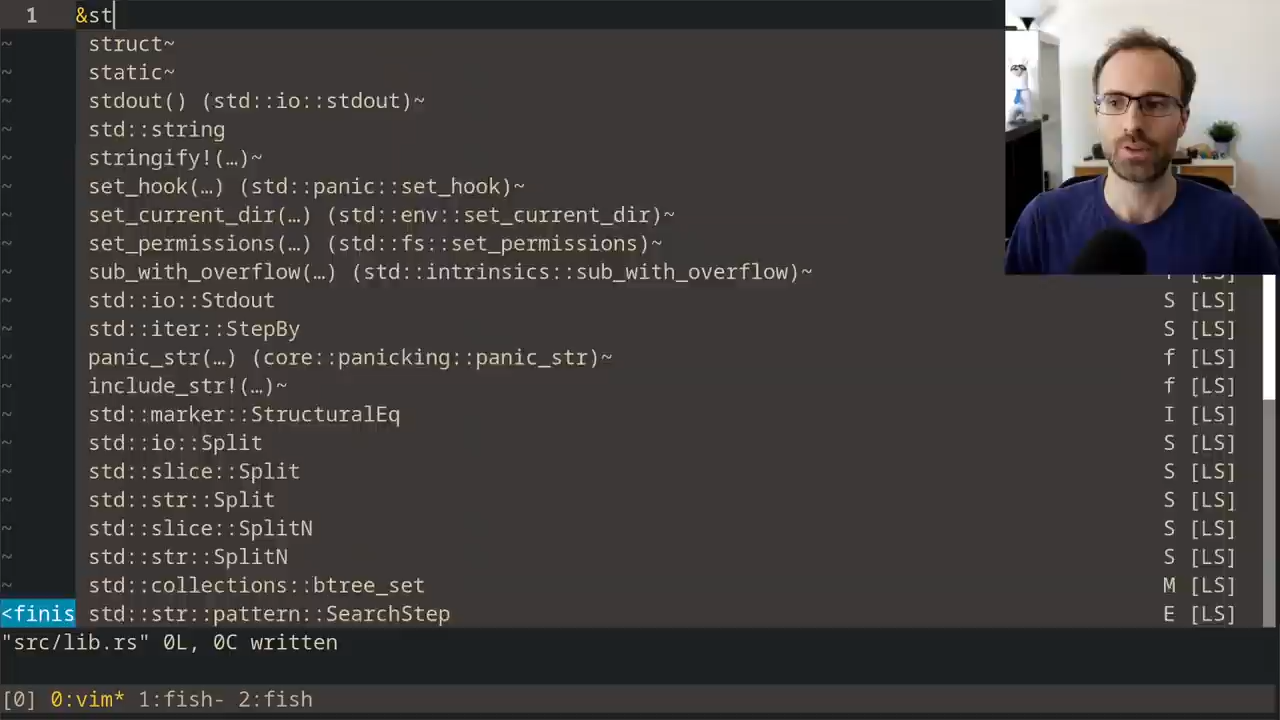 1 &st
~ struct~
~ static~
~ stdout() (std::io::stdout)~
~ std::string
~ stringify!(…)~
~ set_hook(…) (std::panic::set_hook)~
~ set_current_dir(…) (std::env::set_current_dir)~
~ set_permissions(…) (std::fs::set_permissions)~
~ sub_with_overflow(…) (std::intrinsics::sub_with_overflow)~ [LS]
~ std::io::Stdout S [LS]
~ std::iter::StepBy S [LS]
~ panic_str(…) (core::panicking::panic_str)~ f [LS]
~ include_str!(…)~ f [LS]
~ std::marker::StructuralEq I [LS]
~ std::io::Split S [LS]
~ std::slice::Split S [LS]
~ std::str::Split S [LS]
~ std::slice::SplitN S [LS]
~ std::str::SplitN S [LS]
~ std::collections::btree_set M [LS]
<finis std::str::pattern::SearchStep E [LS]
"src/lib.rs" 0L, 0C written
[0] 0:vim* 1:fish- 2:fish